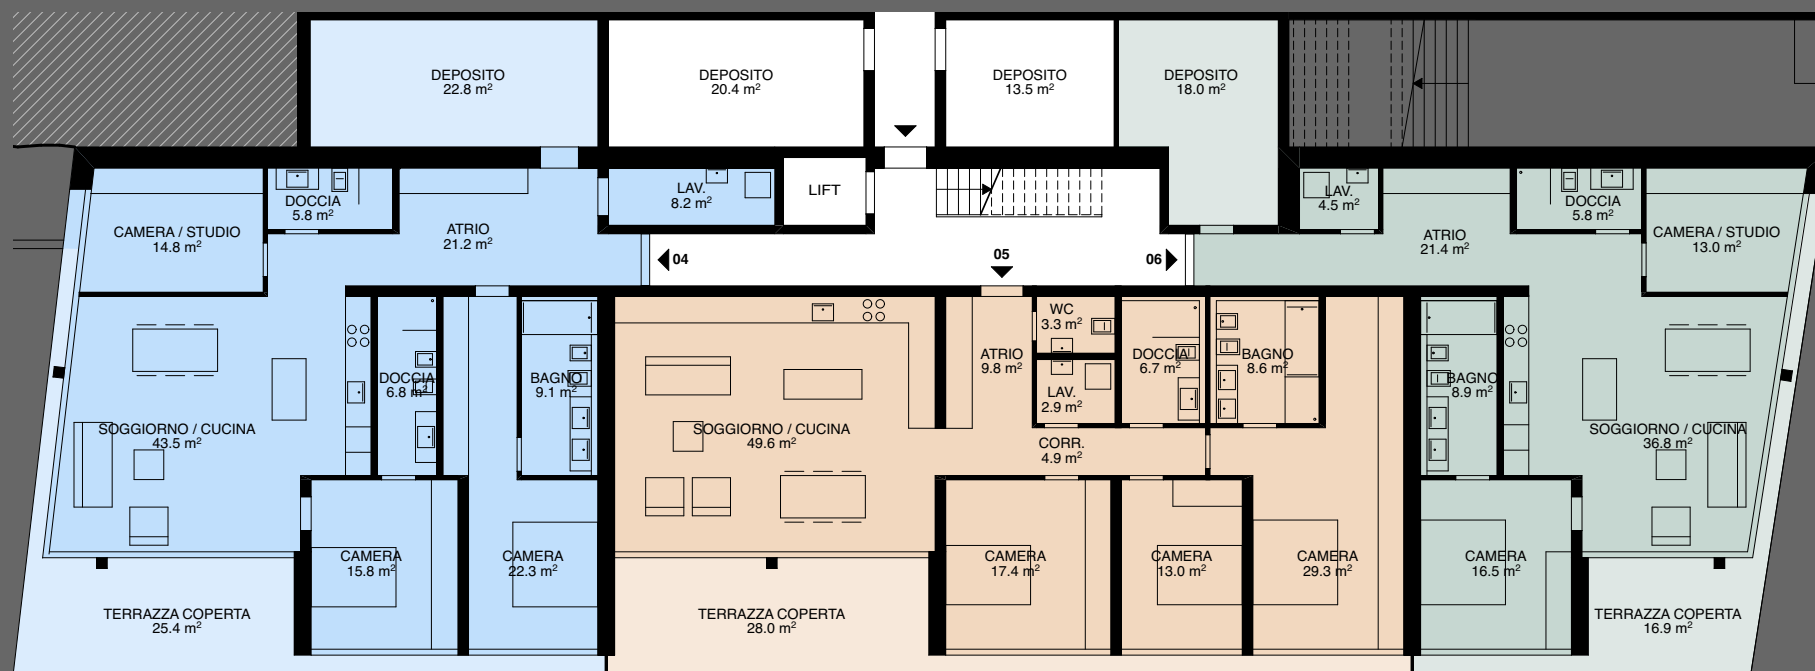 DEPOSITO
22.8 m²
DEPOSITO
20.4 m²
DEPOSITO
13.5 m²
DEPOSITO
18.0 m²
DOCCIA
5.8 m²
LAV.
8.2 m²
LIFT
LAV.
4.5 m²
DOCCIA
5.8 m²
CAMERA / STUDIO
14.8 m²
ATRIO
21.2 m²
04
05
06
ATRIO
21.4 m²
CAMERA / STUDIO
13.0 m²
WC
3.3 m²
DOCCIA
6.8 m²
BAGNO
9.1 m²
ATRIO
9.8 m²
LAV.
2.9 m²
DOCCIA
6.7 m²
BAGNO
8.6 m²
BAGNO
8.9 m²
SOGGIORNO / CUCINA
43.5 m²
SOGGIORNO / CUCINA
49.6 m²
CORR.
4.9 m²
SOGGIORNO / CUCINA
36.8 m²
CAMERA
15.8 m²
CAMERA
22.3 m²
CAMERA
17.4 m²
CAMERA
13.0 m²
CAMERA
29.3 m²
CAMERA
16.5 m²
TERRAZZA COPERTA
25.4 m²
TERRAZZA COPERTA
28.0 m²
TERRAZZA COPERTA
16.9 m²